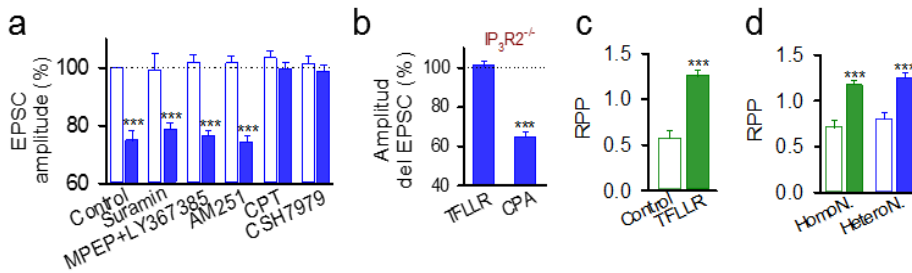 a
EPSC
amplitude (%)
100
80
60
***
***
***
***
Control
Suramin
MPEP+LY367385
AM251
CPT
CSH7979
b
IP3R2-/-
Amplitud
del EPSC (%)
100
80
60
40
***
TFLLR
CPA
c
RPP
1.5
1.0
0.5
0.0
***
Control
TFLLR
d
RPP
1.5
1.0
0.5
0.0
***
***
HomoN.
HeteroN.